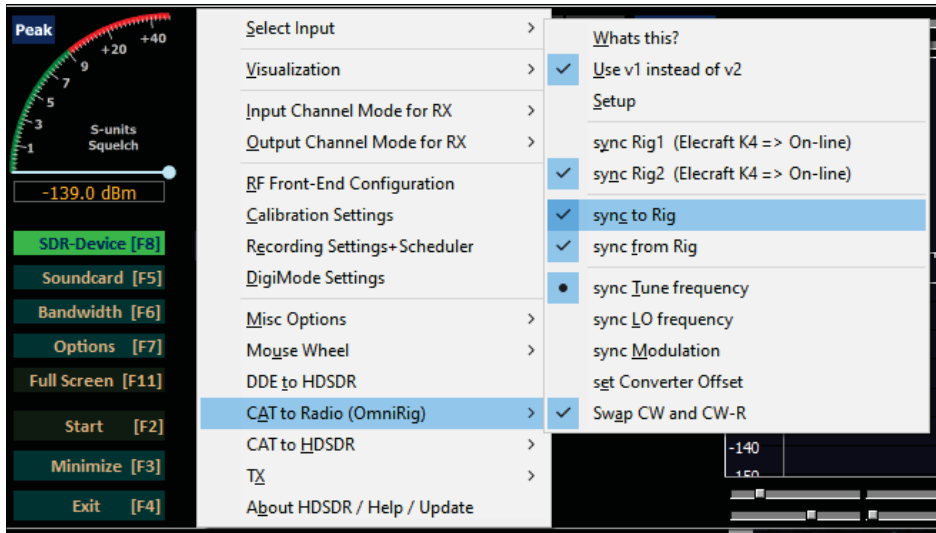 Peak
+20
+40
9
7
5
3
1
S-units
Squelch
-139.0 dBm
SDR-Device [F8]
Soundcard [F5]
Bandwidth [F6]
Options [F7]
Full Screen [F11]
Start [F2]
Minimize [F3]
Exit [F4]
Select Input
Visualization
Input Channel Mode for RX
Output Channel Mode for RX
RF Front-End Configuration
Calibration Settings
Recording Settings+Scheduler
DigiMode Settings
Misc Options
Mouse Wheel
DDE to HDSDR
CAT to Radio (OmniRig)
CAT to HDSDR
TX
About HDSDR / Help / Update
Whats this?
Use v1 instead of v2
Setup
sync Rig1 (Elecraft K4 => On-line)
sync Rig2 (Elecraft K4 => On-line)
sync to Rig
sync from Rig
sync Tune frequency
sync LO frequency
sync Modulation
set Converter Offset
Swap CW and CW-R
-140